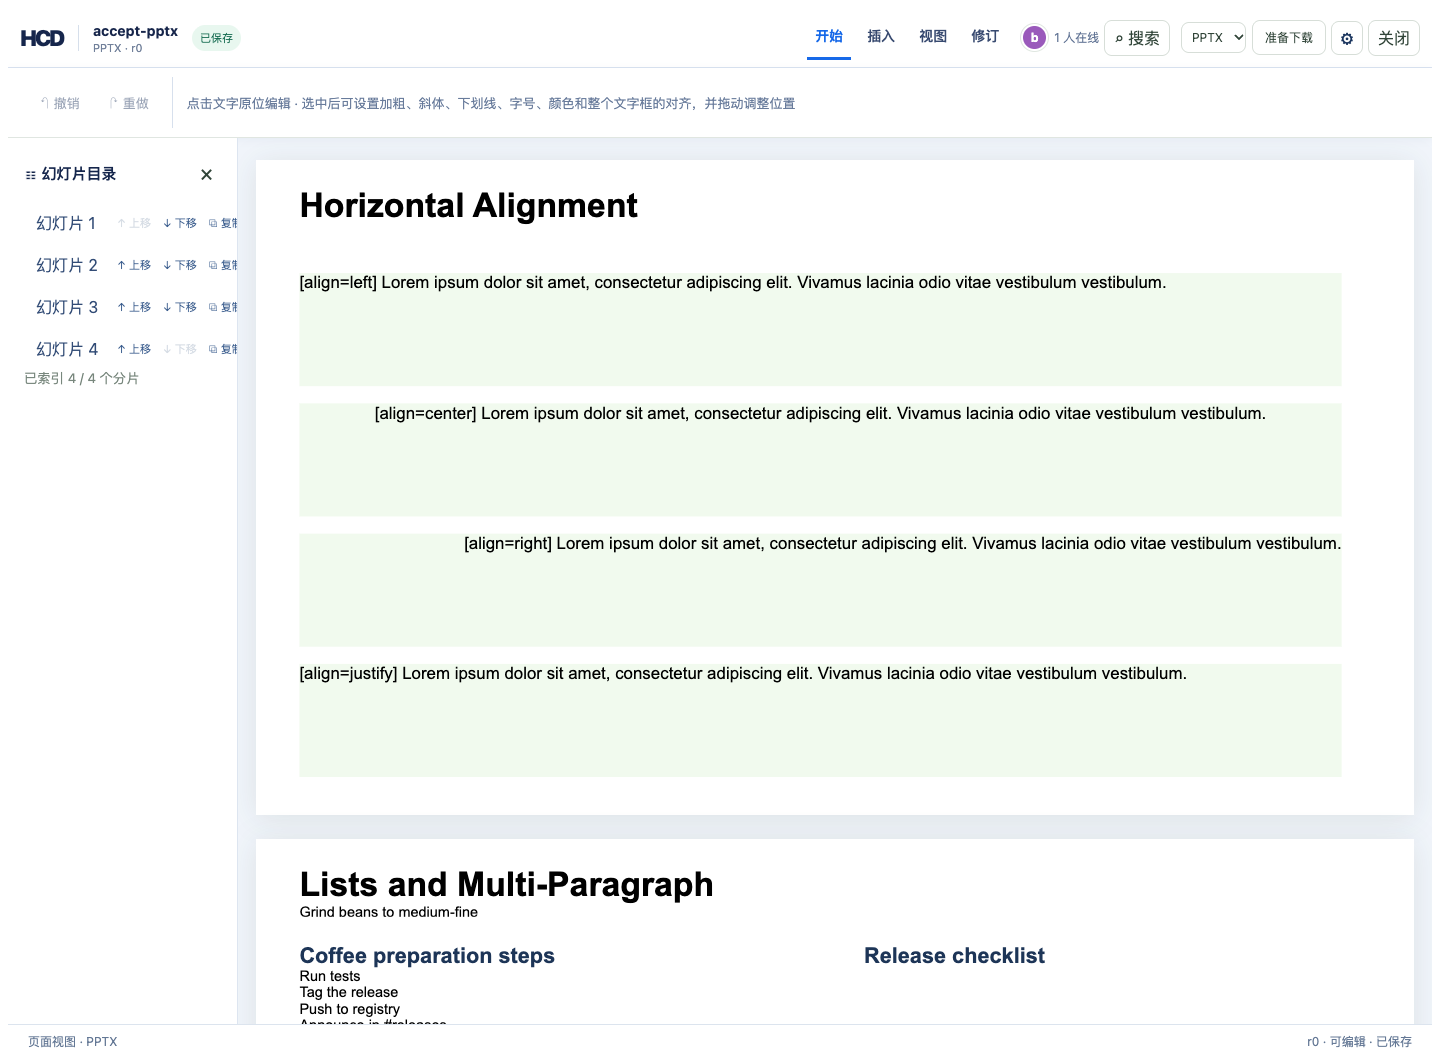 HCD
accept-pptx
PPTX · r0
已保存
开始 插入 视图 修订
b 1 人在线 搜索 PPTX 准备下载 关闭
撤销 重做 点击文字原位编辑 · 选中后可设置加粗、斜体、下划线、字号、颜色和整个文字框的对齐，并拖动调整位置
幻灯片目录 ×
幻灯片 1 ↑ 上移 ↓ 下移 复制
幻灯片 2 ↑ 上移 ↓ 下移 复制
幻灯片 3 ↑ 上移 ↓ 下移 复制
幻灯片 4 ↑ 上移 ↓ 下移 复制
已索引 4 / 4 个分片
Horizontal Alignment
[align=left] Lorem ipsum dolor sit amet, consectetur adipiscing elit. Vivamus lacinia odio vitae vestibulum vestibulum.
[align=center] Lorem ipsum dolor sit amet, consectetur adipiscing elit. Vivamus lacinia odio vitae vestibulum vestibulum.
[align=right] Lorem ipsum dolor sit amet, consectetur adipiscing elit. Vivamus lacinia odio vitae vestibulum vestibulum.
[align=justify] Lorem ipsum dolor sit amet, consectetur adipiscing elit. Vivamus lacinia odio vitae vestibulum vestibulum.
Lists and Multi-Paragraph
Grind beans to medium-fine
Coffee preparation steps
Release checklist
Run tests
Tag the release
Push to registry
Announce in #releases
页面视图 · PPTX
r0 · 可编辑 · 已保存